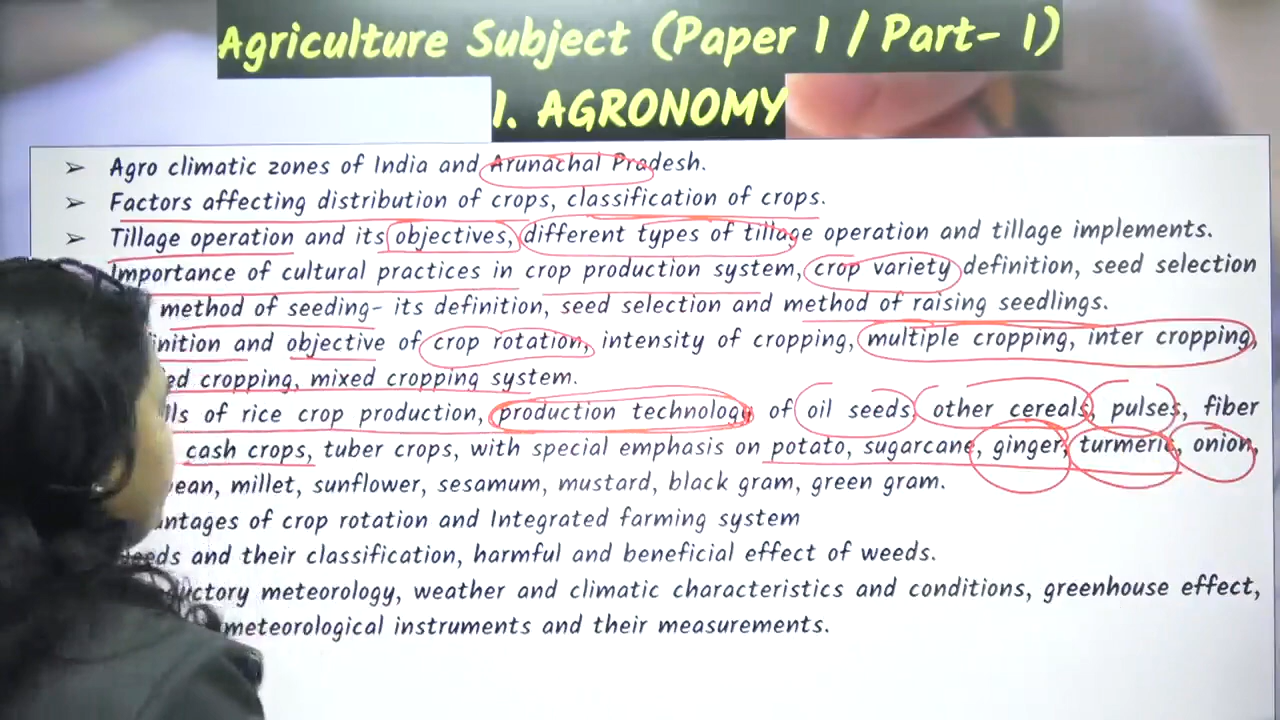 Agriculture Subject (Paper 1 / Part- 1)
1. AGRONOMY
➢ Agro climatic zones of India and Arunachal Pradesh.
➢ Factors affecting distribution of crops, classification of crops.
➢ Tillage operation and its objectives, different types of tillage operation and tillage implements.
Importance of cultural practices in crop production system, crop variety definition, seed selection
method of seeding- its definition, seed selection and method of raising seedlings.
and objective of crop rotation, intensity of cropping, multiple cropping, inter cropping,
cropping, mixed cropping system.
of rice crop production, production technology of oil seeds, other cereals, pulses, fiber
cash crops, tuber crops, with special emphasis on potato, sugarcane, ginger, turmeric, onion,
millet, sunflower, sesamum, mustard, black gram, green gram.
of crop rotation and Integrated farming system
and their classification, harmful and beneficial effect of weeds.
meteorology, weather and climatic characteristics and conditions, greenhouse effect,
meteorological instruments and their measurements.